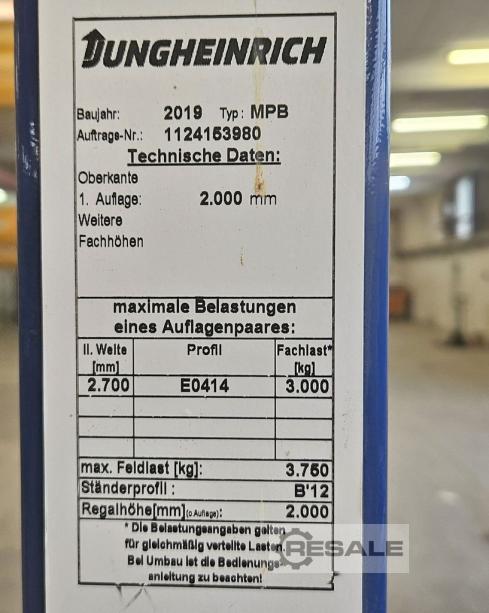 JUNGHEINRICH
Baujahr: 2019 Typ: MPB
Auftrags-Nr.: 1124153980
Technische Daten:
Oberkante
1. Auflage: 2.000 mm
Weitere
Fachhöhen
maximale Belastungen
eines Auflagenpaares:
li. Weite Profil Fachlast*
[mm] [kg]
2.700 E0414 3.000
max. Feldlast [kg]: 3.750
Ständerprofil : B'12
Regalhöhe[mm](o.Auflage): 2.000
* Die Belastungsangaben gelten
für gleichmäßig verteilte Lasten.
Bei Umbau ist die Bedienungs-
anleitung zu beachten!
RESALE